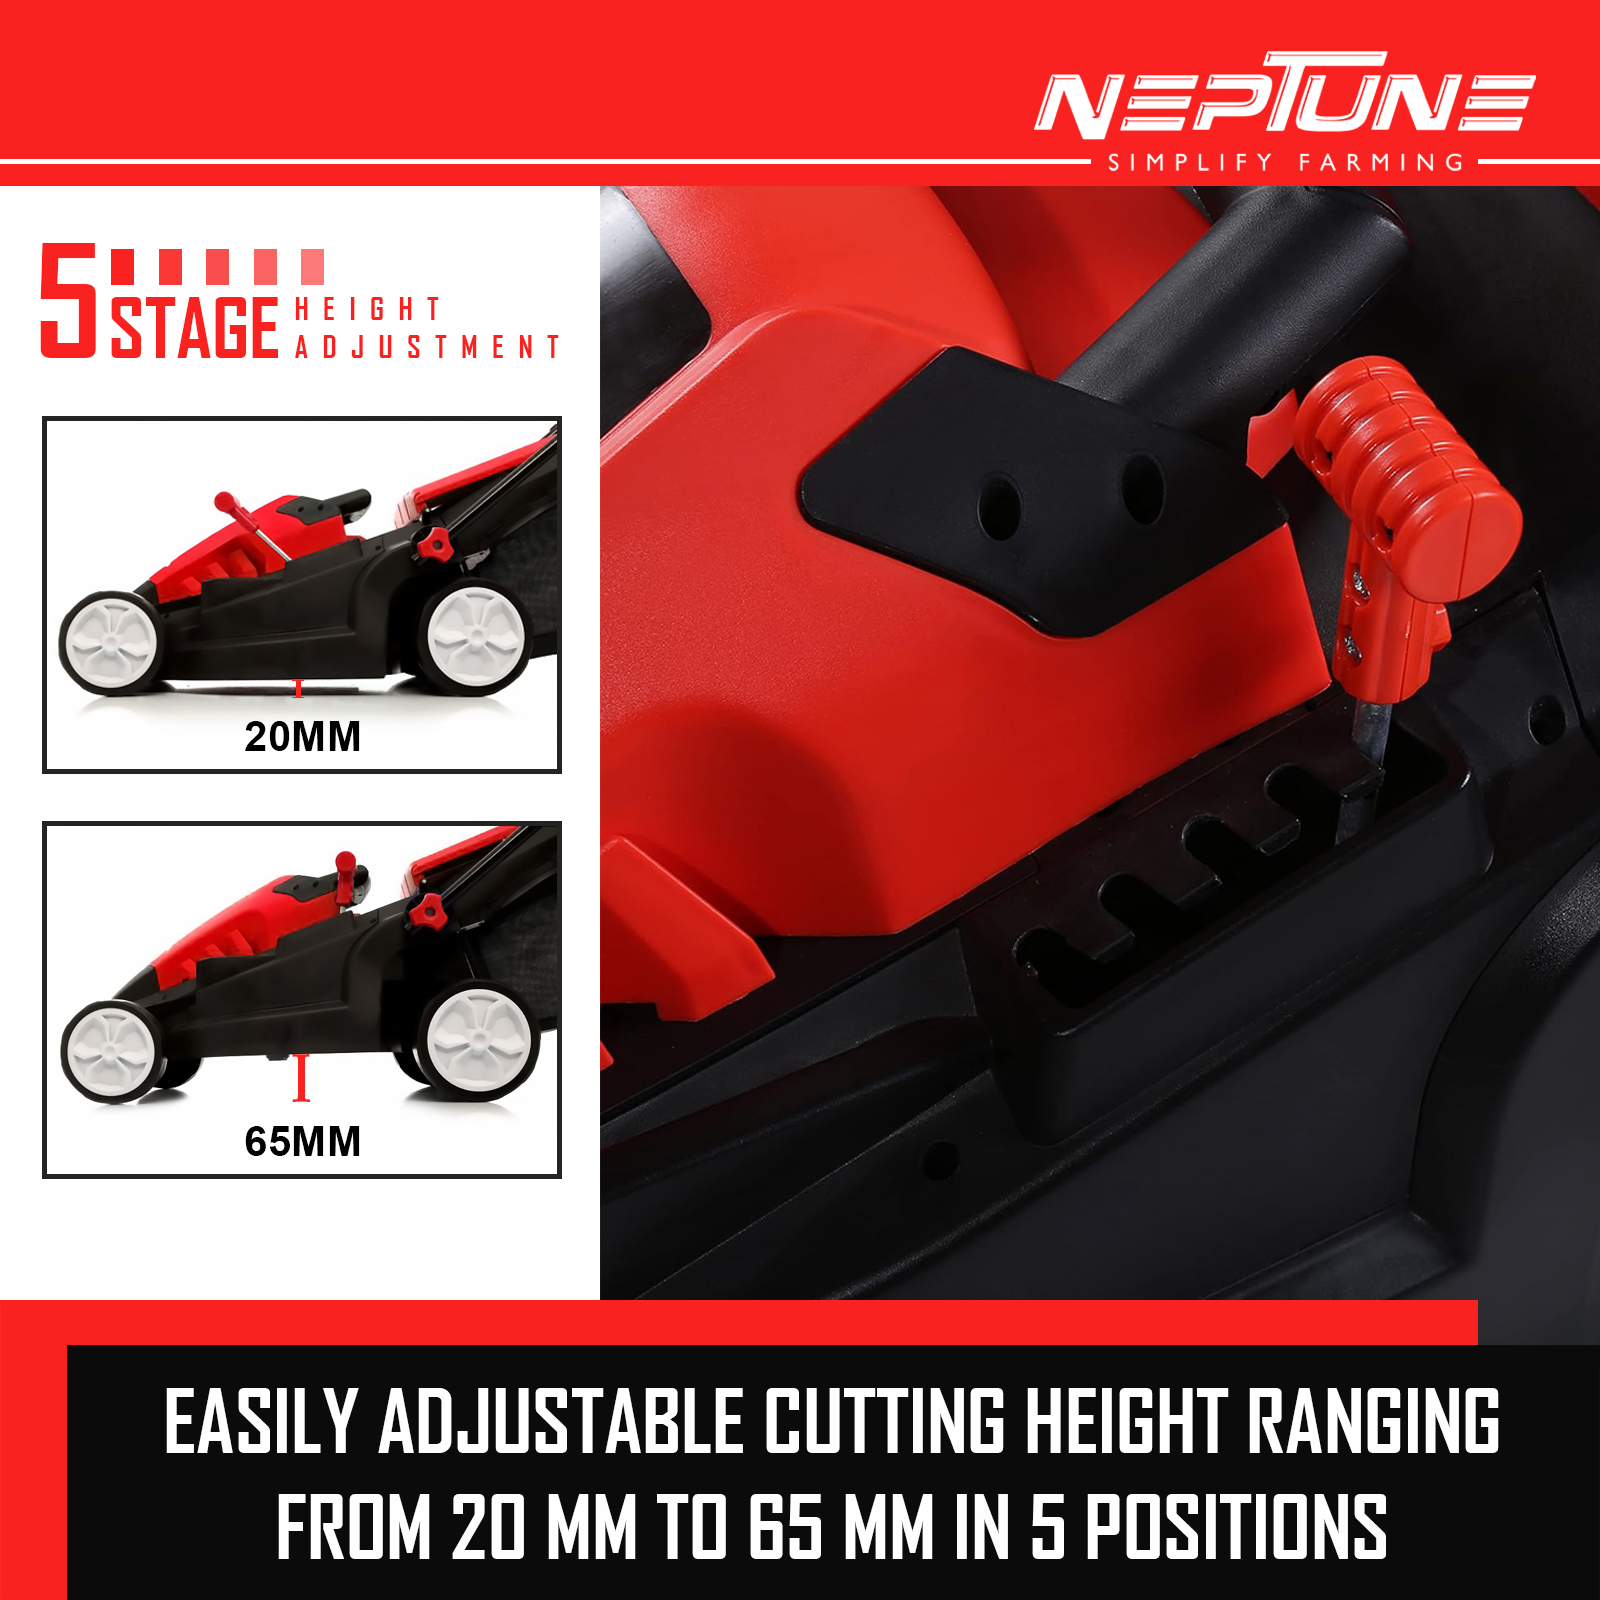 NEPTUNE
SIMPLIFY FARMING
5 STAGE HEIGHT
ADJUSTMENT
20MM
65MM
EASILY ADJUSTABLE CUTTING HEIGHT RANGING
FROM 20 MM TO 65 MM IN 5 POSITIONS